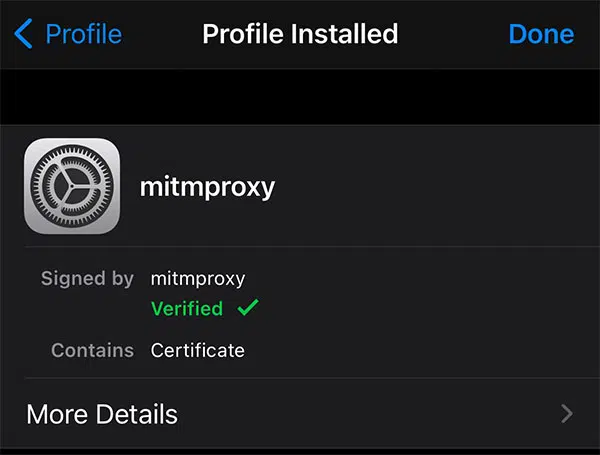 Profile Profile Installed Done
mitmproxy
Signed by mitmproxy
Verified
Contains Certificate
More Details